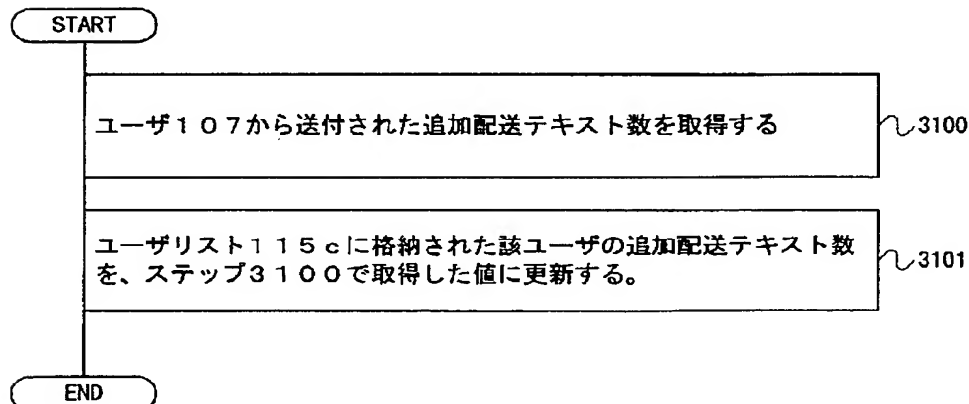 START
ユーザ１０７から送付された追加配送テキスト数を取得する
3100
ユーザリスト１１５ｃに格納された該ユーザの追加配送テキスト数
を、ステップ３１００で取得した値に更新する。
3101
END